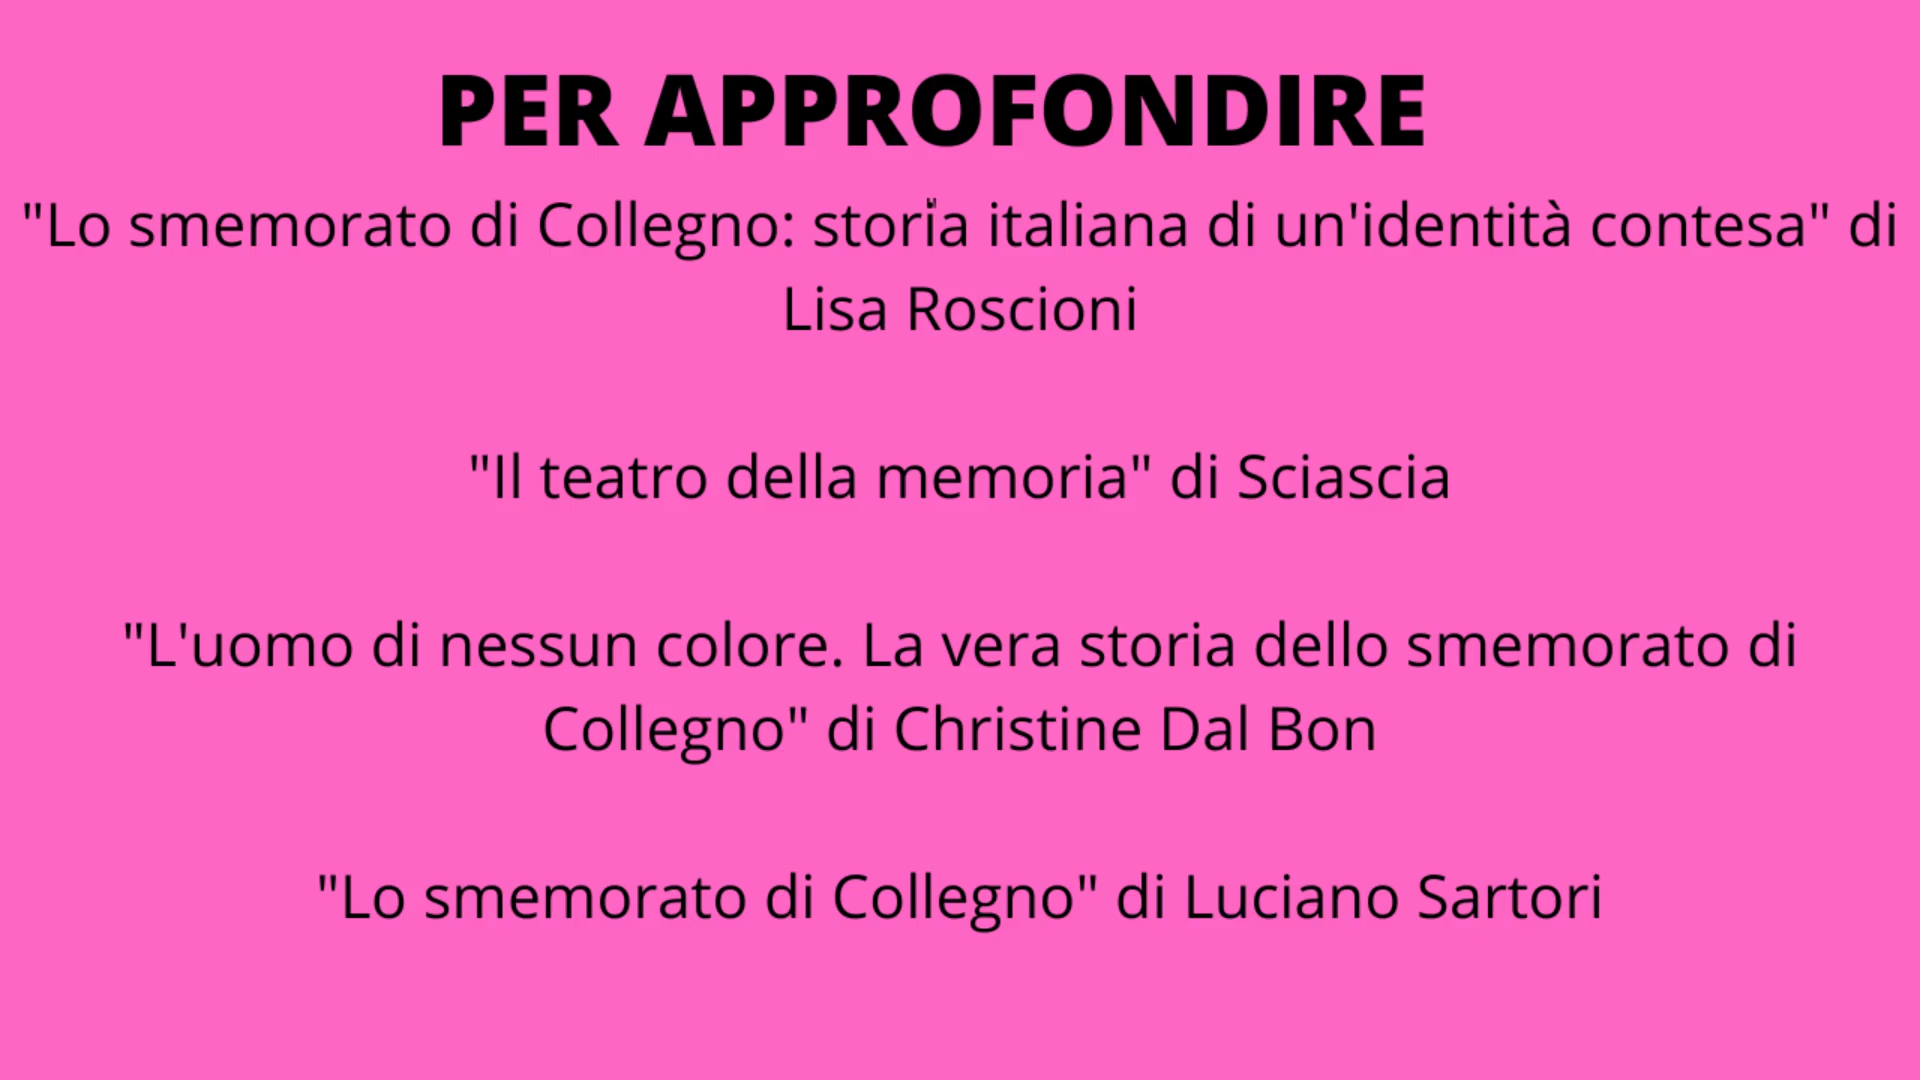 PER APPROFONDIRE
"Lo smemorato di Collegno: storia italiana di un'identità contesa" di
Lisa Roscioni
"Il teatro della memoria" di Sciascia
"L'uomo di nessun colore. La vera storia dello smemorato di
Collegno" di Christine Dal Bon
"Lo smemorato di Collegno" di Luciano Sartori